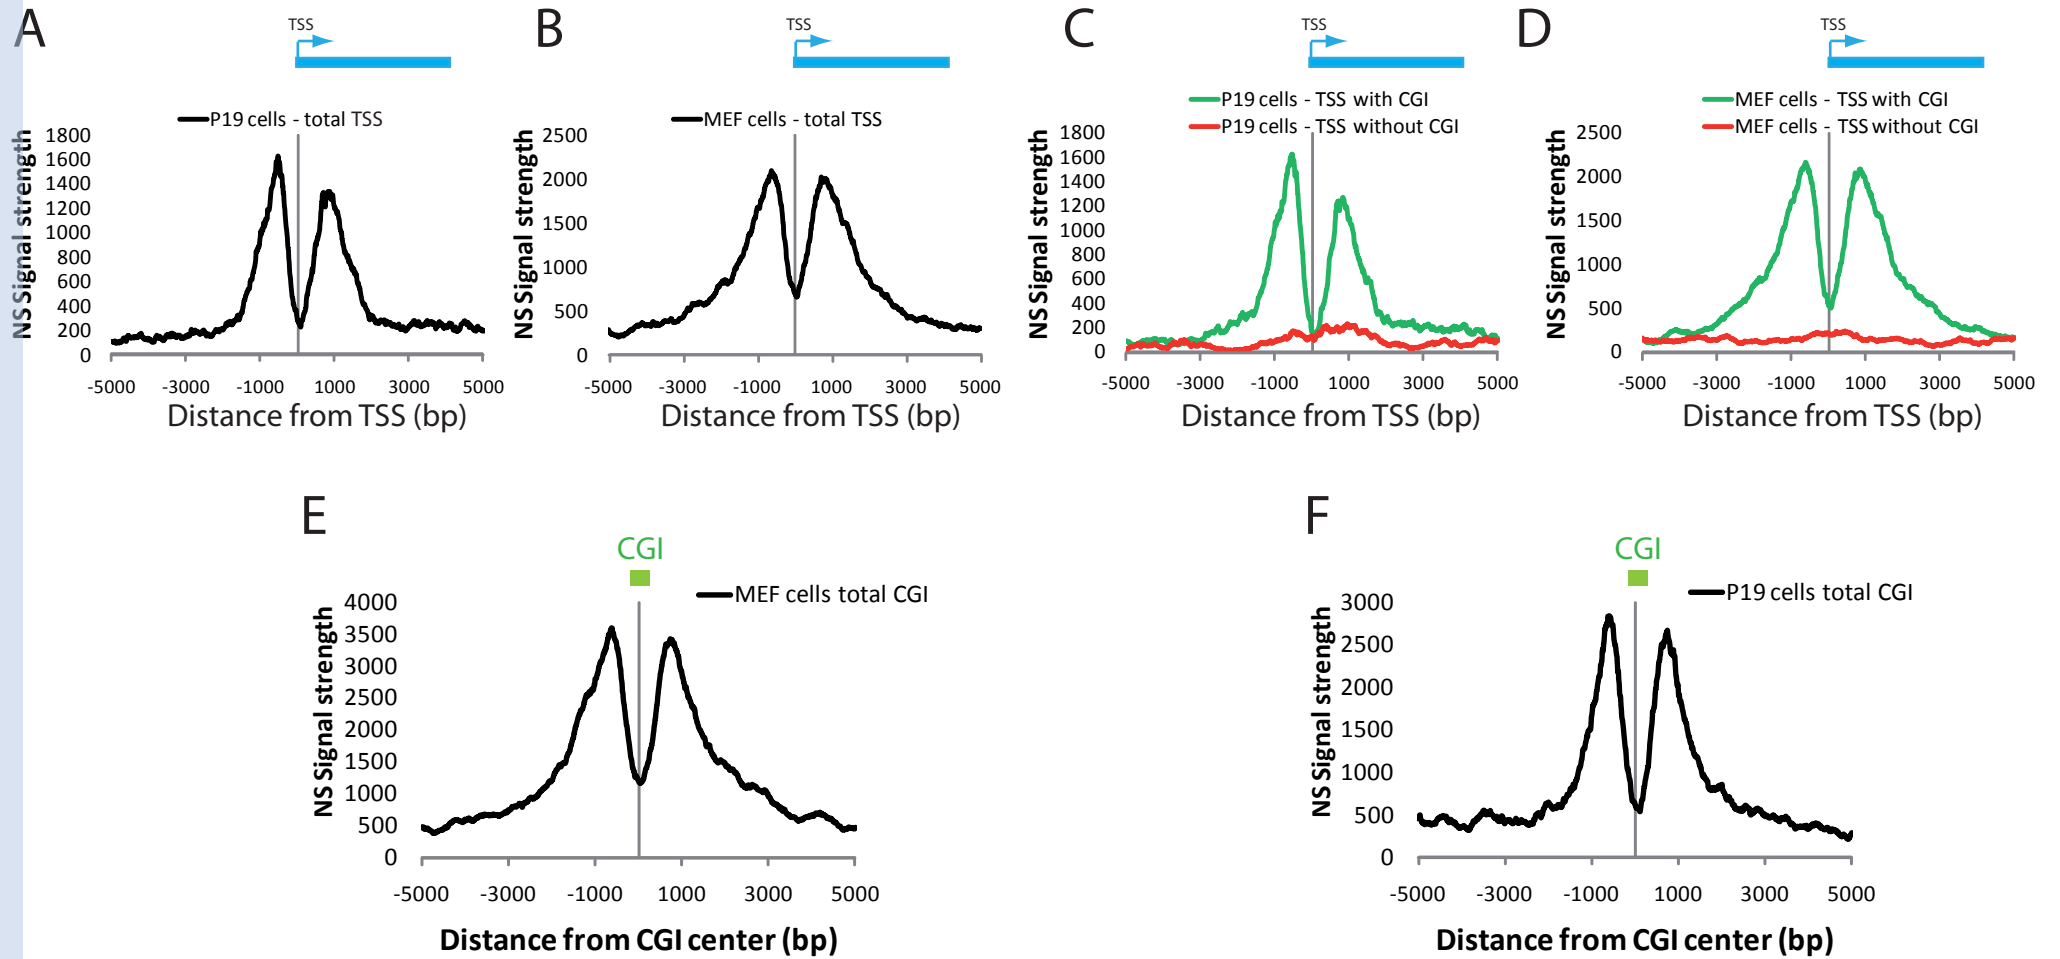 A
TSS
P19 cells - total TSS
NS Signal strength
1800
1600
1400
1200
1000
800
600
400
200
0
-5000 -3000 -1000 1000 3000 5000
Distance from TSS (bp)
B
TSS
MEF cells - total TSS
NS Signal strength
2500
2000
1500
1000
500
0
-5000 -3000 -1000 1000 3000 5000
Distance from TSS (bp)
C
TSS
P19 cells - TSS with CGI
P19 cells - TSS without CGI
NS Signal strength
1800
1600
1400
1200
1000
800
600
400
200
0
-5000 -3000 -1000 1000 3000 5000
Distance from TSS (bp)
D
TSS
MEF cells - TSS with CGI
MEF cells - TSS without CGI
NS Signal strength
2500
2000
1500
1000
500
0
-5000 -3000 -1000 1000 3000 5000
Distance from TSS (bp)
E
CGI
MEF cells total CGI
NS Signal strength
4000
3500
3000
2500
2000
1500
1000
500
0
-5000 -3000 -1000 1000 3000 5000
Distance from CGI center (bp)
F
CGI
P19 cells total CGI
NS Signal strength
3000
2500
2000
1500
1000
500
0
-5000 -3000 -1000 1000 3000 5000
Distance from CGI center (bp)